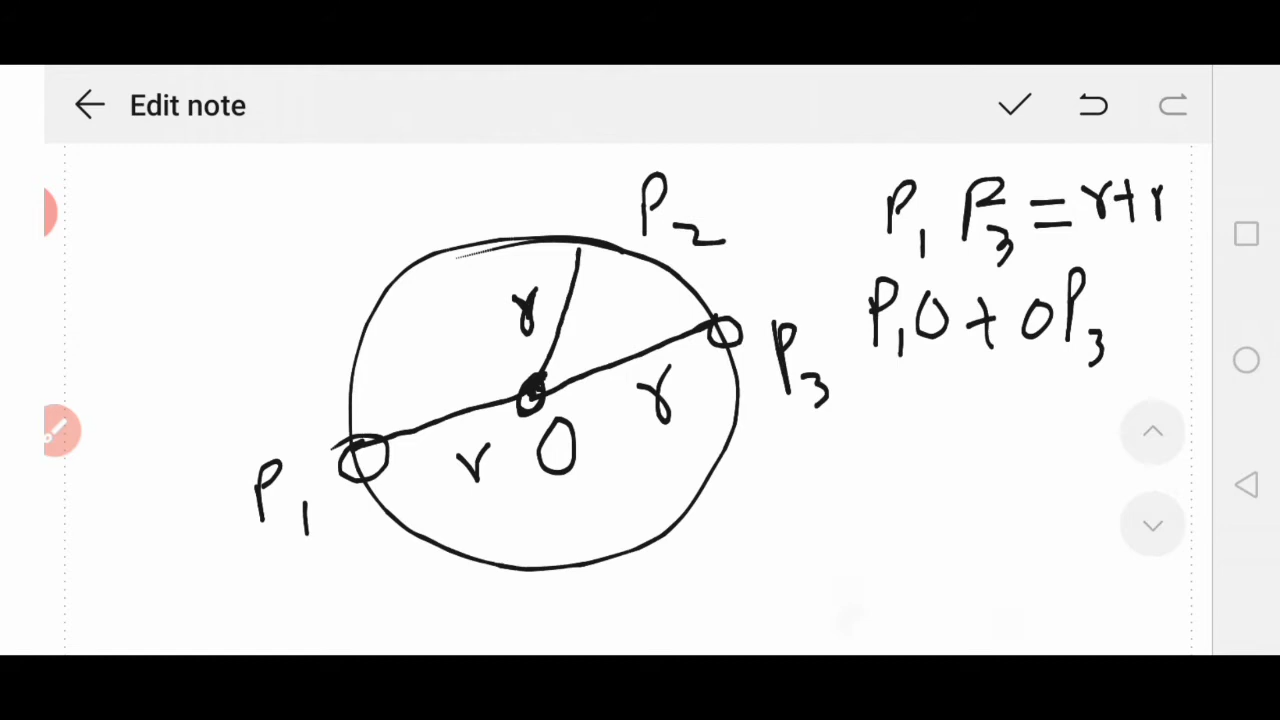 Edit note
P2
P1 P3 = r+r
r
P1O + OP3
P3
r
r
O
P1